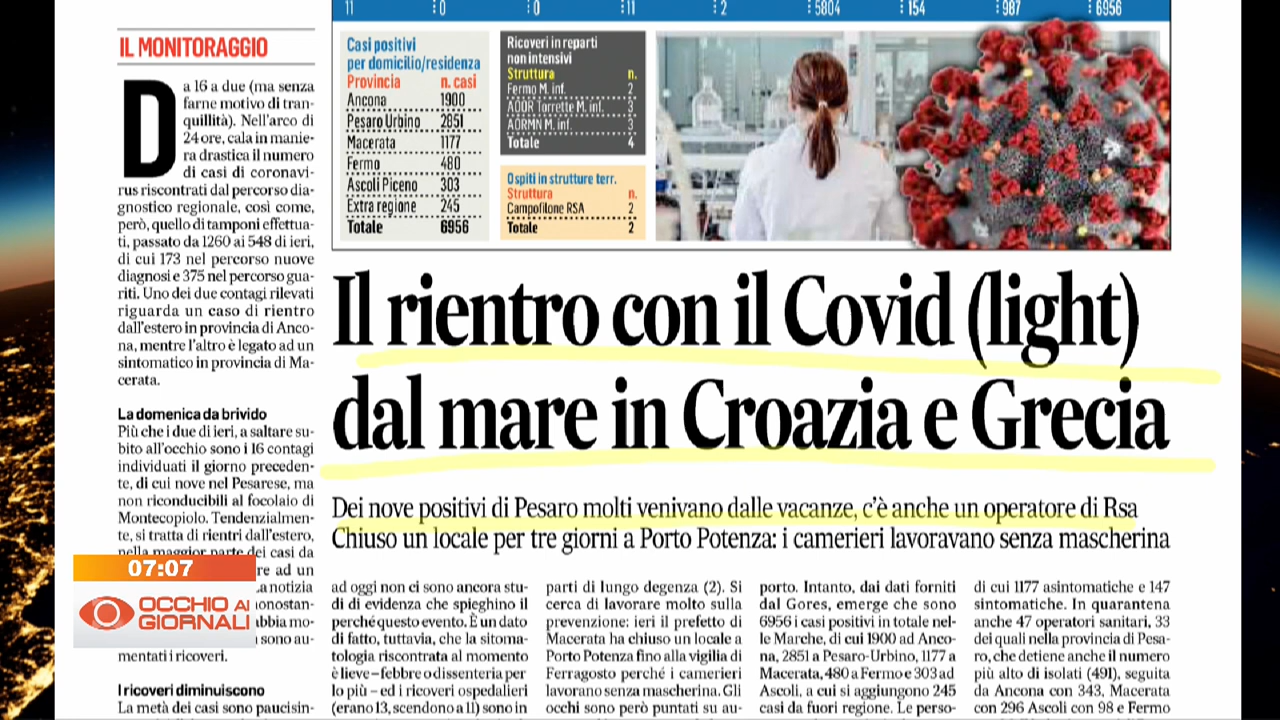 11 0 0 11 2 5804 154 987 6956
IL MONITORAGGIO
Da 16 a due (ma senza
farne motivo di tran-
quillità). Nell'arco di
24 ore, cala in manie-
ra drastica il numero
di casi di coronavi-
rus riscontrati dal percorso dia-
gnostico regionale, così come,
però, quello di tamponi effettua-
ti, passato da 1260 ai 548 di ieri,
di cui 173 nel percorso nuove
diagnosi e 375 nel percorso gua-
riti. Uno dei due contagi rilevati
riguarda un caso di rientro
dall'estero in provincia di Anco-
na, mentre l'altro è legato ad un
sintomatico in provincia di Ma-
cerata.
La domenica da brivido
Più che i due di ieri, a saltare su-
bito all'occhio sono i 16 contagi
individuati il giorno preceden-
te, di cui nove nel Pesarese, ma
non riconducibili al focolaio di
Montecopiolo. Tendenzialmen-
te, si tratta di rientri dall'estero,
nella maggior parte dei casi da
re ad un
a notizia
onostan-
abbia mo-
sono au-
mentati i ricoveri.
I ricoveri diminuiscono
La metà dei casi sono paucisin-
Casi positivi
per domicilio/residenza
Provincia n. casi
Ancona 1900
Pesaro Urbino 2851
Macerata 1177
Fermo 480
Ascoli Piceno 303
Extra regione 245
Totale 6956
Ricoveri in reparti
non intensivi
Struttura n.
Fermo M. inf. 2
AOOR Torrette M. inf. 3
AORMN M. inf. 3
Totale 4
Ospiti in strutture terr.
Struttura n.
Campofilone RSA 2
Totale 2
Il rientro con il Covid (light)
dal mare in Croazia e Grecia
Dei nove positivi di Pesaro molti venivano dalle vacanze, c'è anche un operatore di Rsa
Chiuso un locale per tre giorni a Porto Potenza: i camerieri lavoravano senza mascherina
ad oggi non ci sono ancora stu-
di di evidenza che spieghino il
perché questo evento. È un dato
di fatto, tuttavia, che la sitoma-
tologia riscontrata al momento
è lieve – febbre o dissenteria per
lo più – ed i ricoveri ospedalieri
(erano 13, scendono a 11) sono in
parti di lungo degenza (2). Si
cerca di lavorare molto sulla
prevenzione: ieri il prefetto di
Macerata ha chiuso un locale a
Porto Potenza fino alla vigilia di
Ferragosto perché i camerieri
lavorano senza mascherina. Gli
occhi sono però puntati su au-
porto. Intanto, dai dati forniti
dal Gores, emerge che sono
6956 i casi positivi in totale nel-
le Marche, di cui 1900 ad Anco-
na, 2851 a Pesaro-Urbino, 1177 a
Macerata, 480 a Fermo e 303 ad
Ascoli, a cui si aggiungono 245
casi da fuori regione. Le perso-
di cui 1177 asintomatiche e 147
sintomatiche. In quarantena
anche 47 operatori sanitari, 33
dei quali nella provincia di Pesa-
ro, che detiene anche il numero
più alto di isolati (491), seguita
da Ancona con 343, Macerata
con 296 Ascoli con 98 e Fermo
07:07
OCCHIO AI
GIORNALI